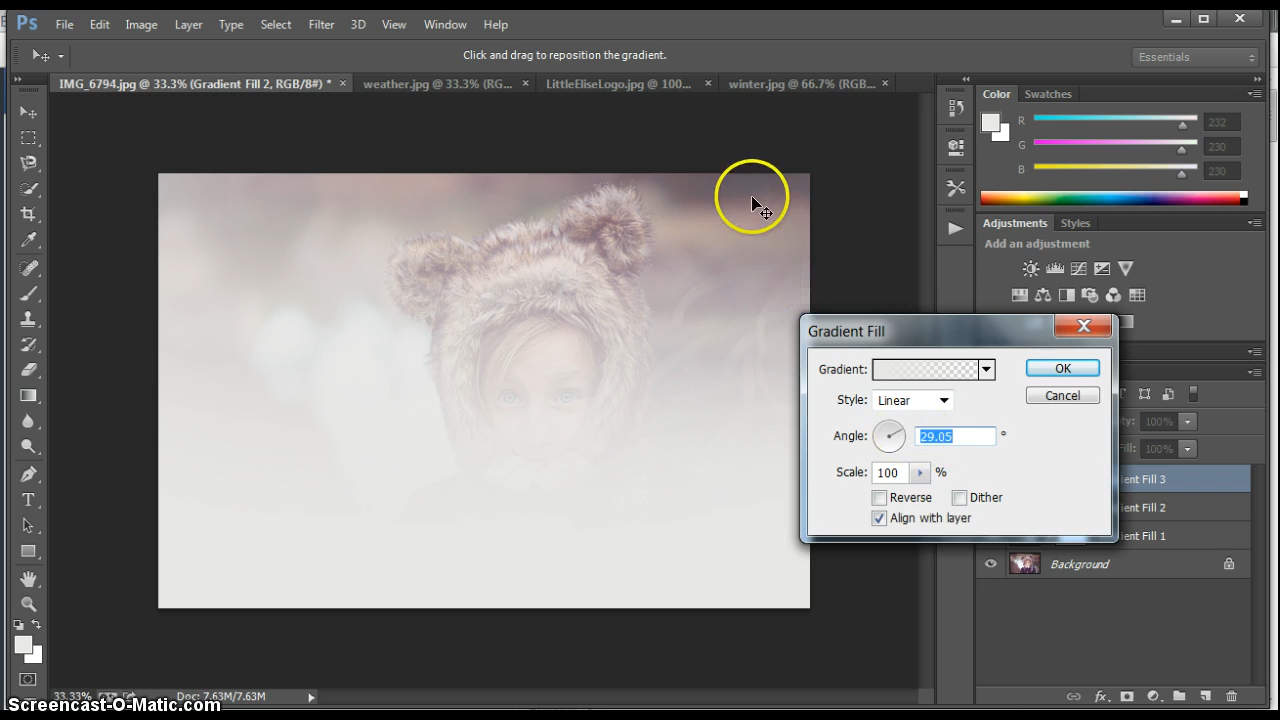 Ps File Edit Image Layer Type Select Filter 3D View Window Help
Click and drag to reposition the gradient.
Essentials
IMG_6794.jpg @ 33.3% (Gradient Fill 2, RGB/8#) * × weather.jpg @ 33.3% (RG... × LittleEliseLogo.jpg @ 100... × winter.jpg @ 66.7% (RGB... ×
Color Swatches
R 232
G 230
B 230
Adjustments Styles
Add an adjustment
Gradient Fill
Gradient: OK
Style: Linear Cancel
Angle: 29.05 °
Scale: 100 %
Reverse Dither
Align with layer
ity: 100%
Fill: 100%
ient Fill 3
ient Fill 2
ient Fill 1
Background
T
33.33% Doc: 7.63M/7.63M
fx
Screencast-O-Matic.com